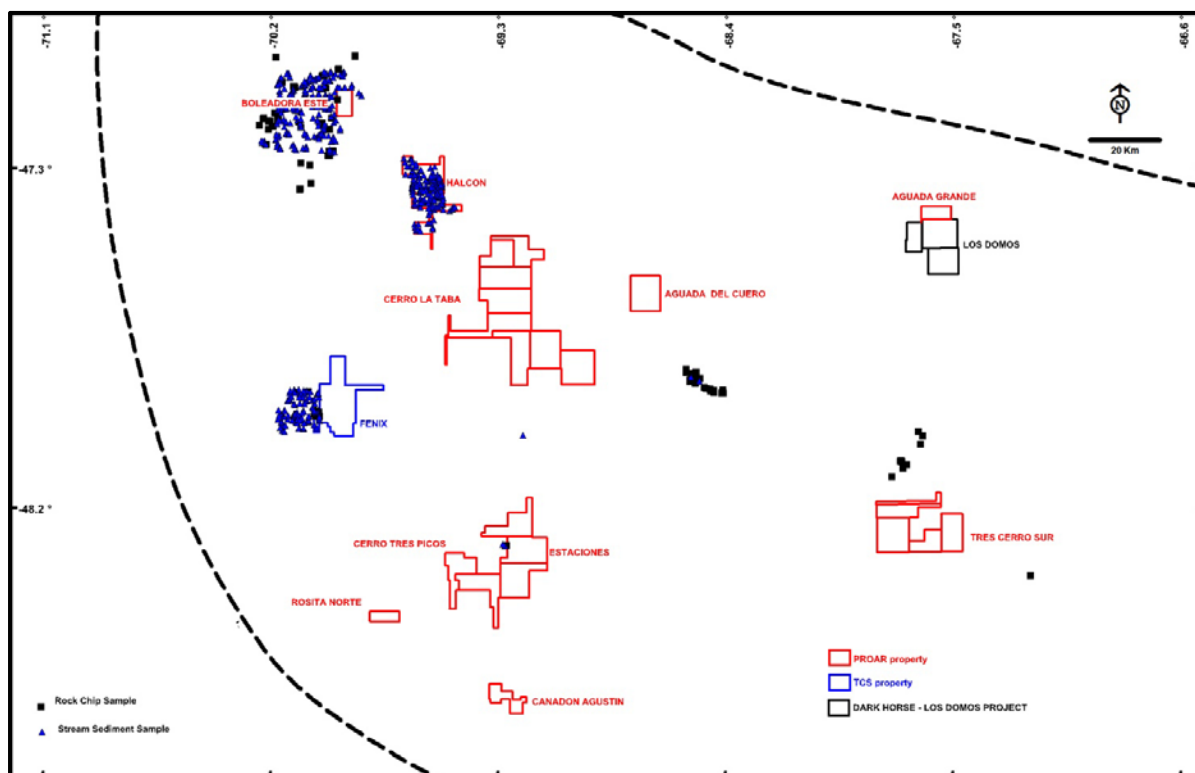 -71.1 °
-70.2 °
-69.3 °
-68.4 °
-67.5 °
-66.6 °
BOLEADORA ESTE
N
20 Km
-47.3 °
HALCON
AGUADA GRANDE
LOS DOMOS
CERRO LA TABA
AGUADA DEL CUERO
FENIX
-48.2 °
CERRO TRES PICOS
ESTACIONES
TRES CERRO SUR
ROSITA NORTE
PROAR property
TCS property
CANADON AGUSTIN
DARK HORSE - LOS DOMOS PROJECT
Rock Chip Sample
Stream Sediment Sample